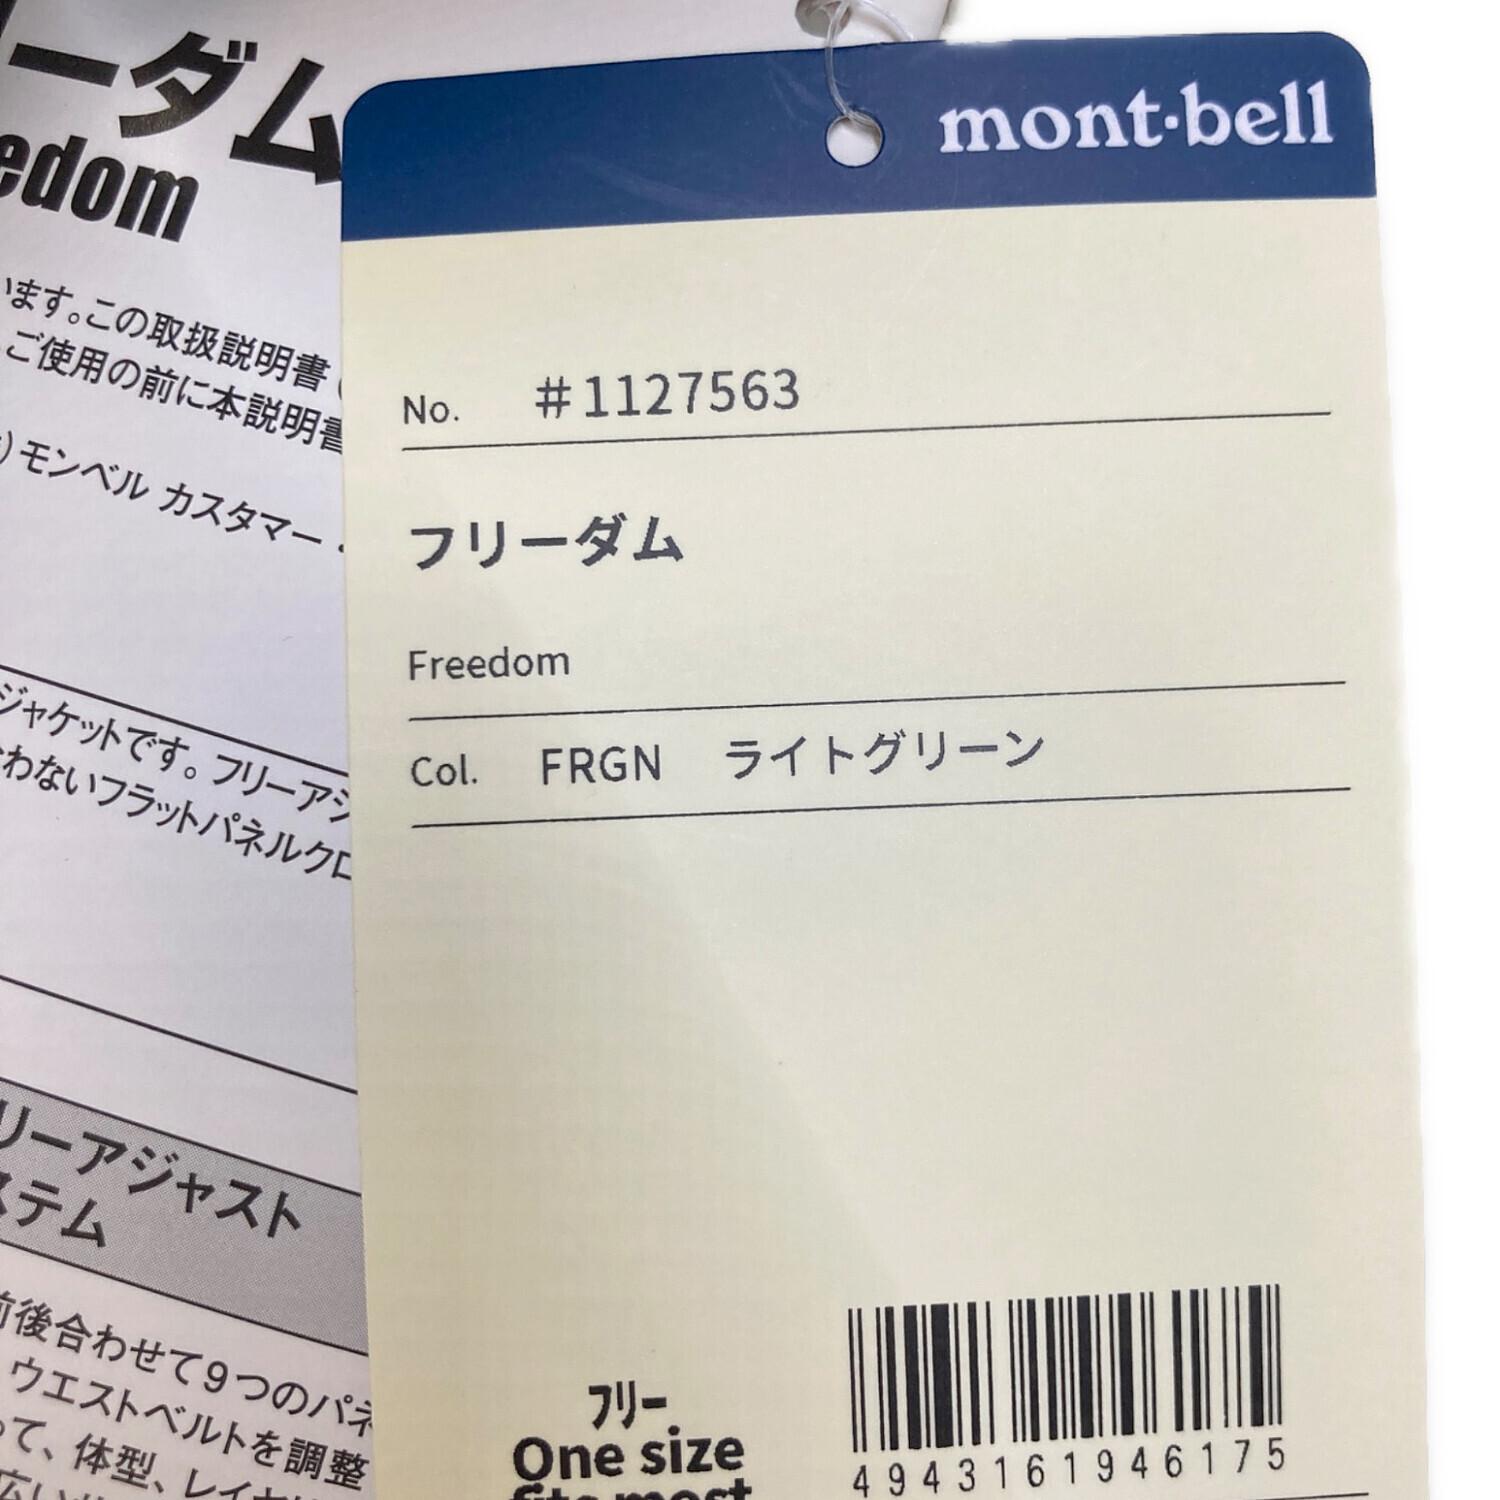 ーダム
edom
います。この取扱説明書
ご使用の前に本説明書
モンベル カスタマー・
ジャケットです。フリーアジ
わないフラットパネルクロ
リーアジャスト
ステム
前後合わせて9つのパネ
ウエストベルトを調整
って、体型、レイヤ
mont·bell
No. #1127563
フリーダム
Freedom
Col. FRGN ライトグリーン
フリー
One size
fits most
4943161946175